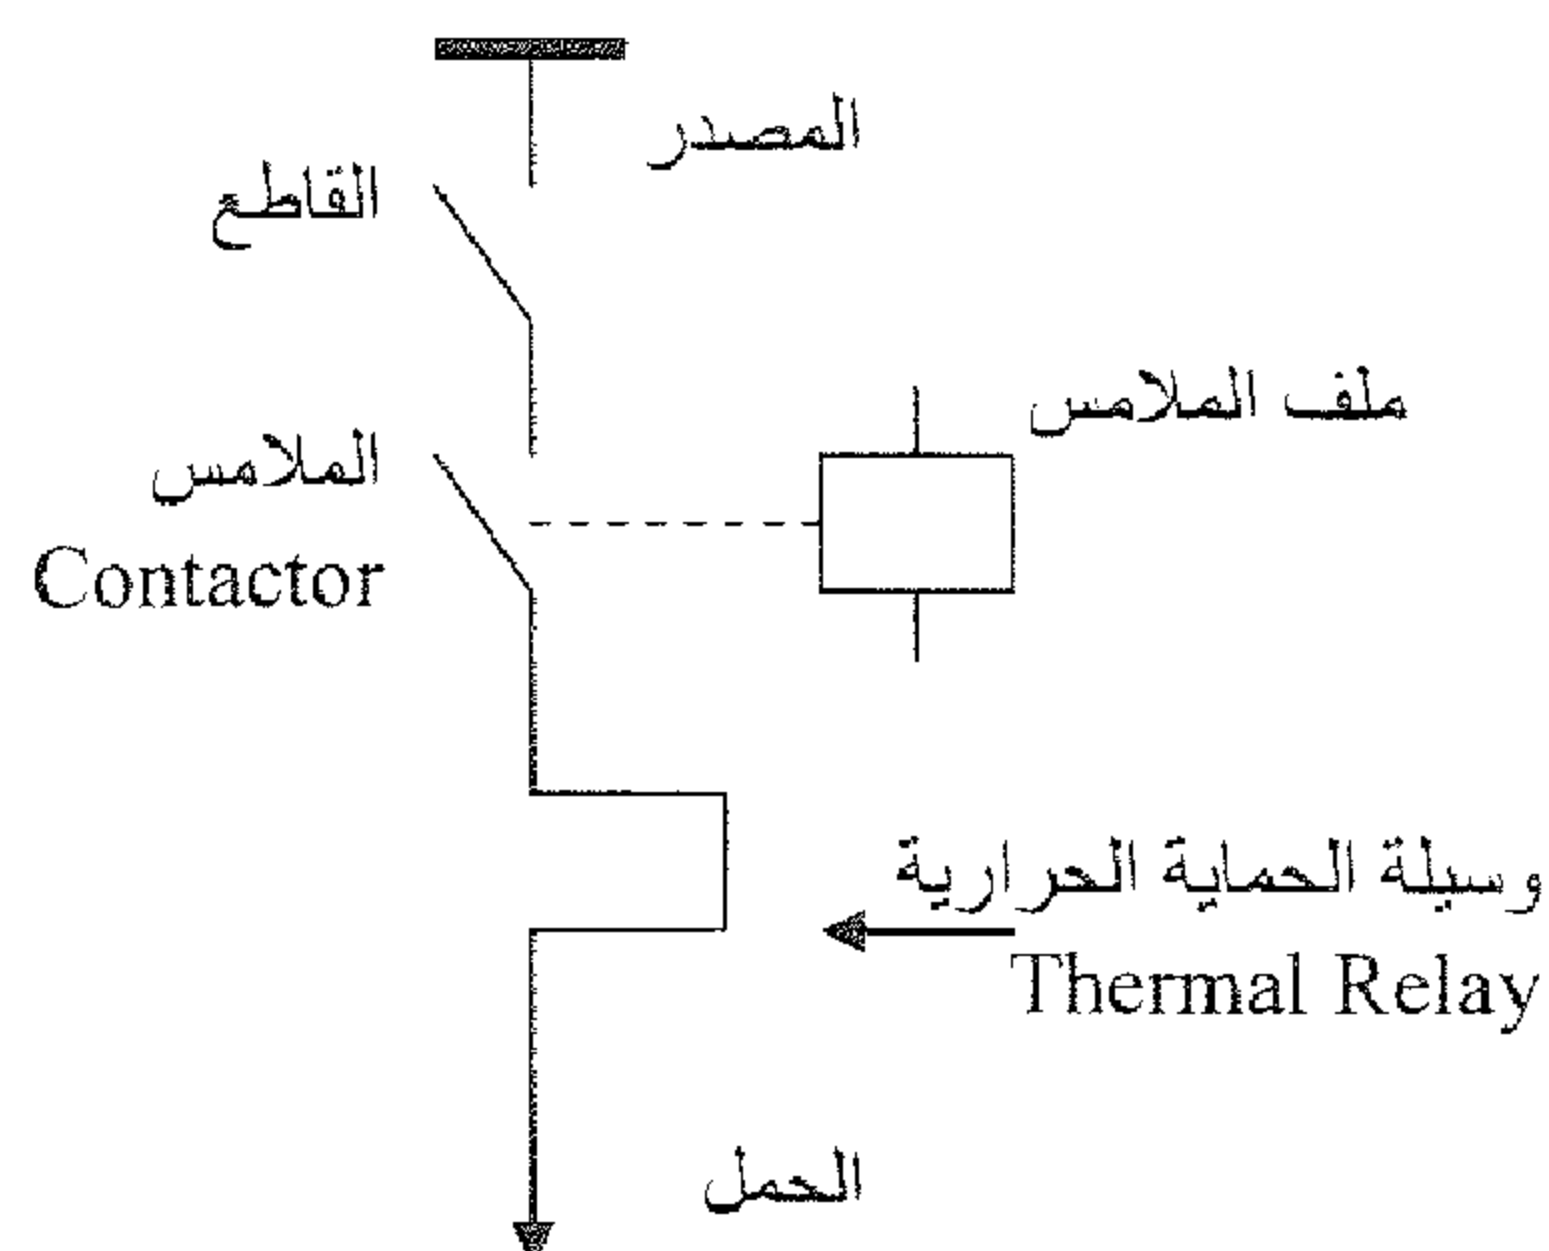 المصدر
القاطع
ملف الملامس
الملامس
Contactor
وسيلة الحماية الحرارية
Thermal Relay
الحمل